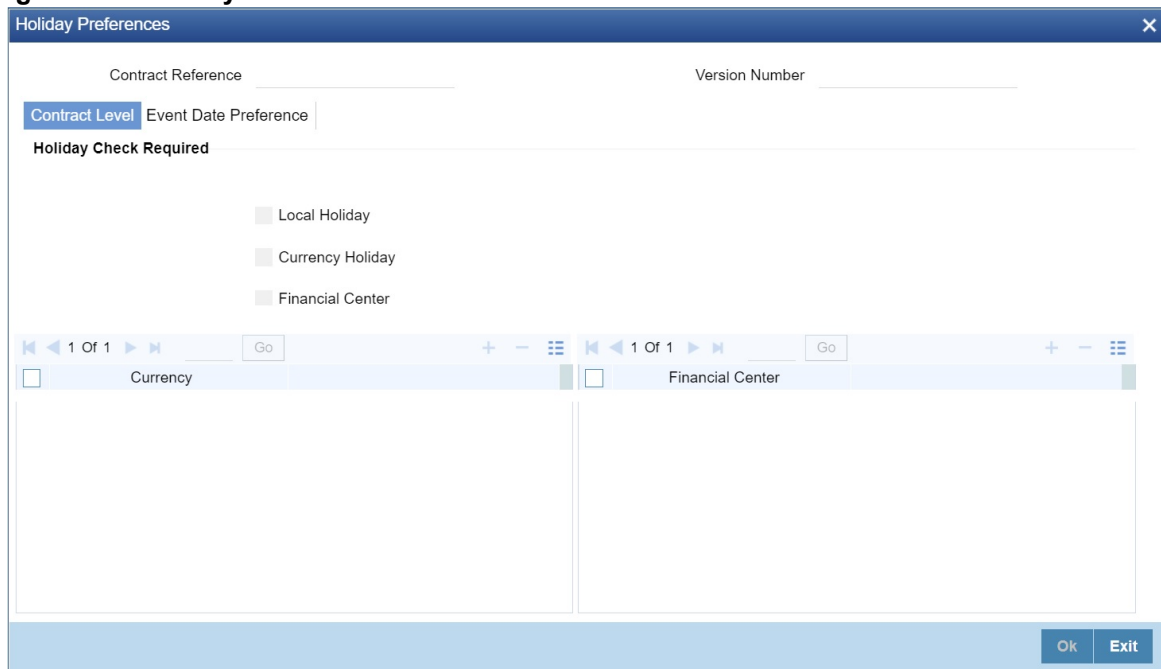 Holiday Preferences
Contract Reference
Version Number
Contract Level Event Date Preference
Holiday Check Required
Local Holiday
Currency Holiday
Financial Center
1 Of 1 Go
1 Of 1 Go
Currency
Financial Center
Ok Exit